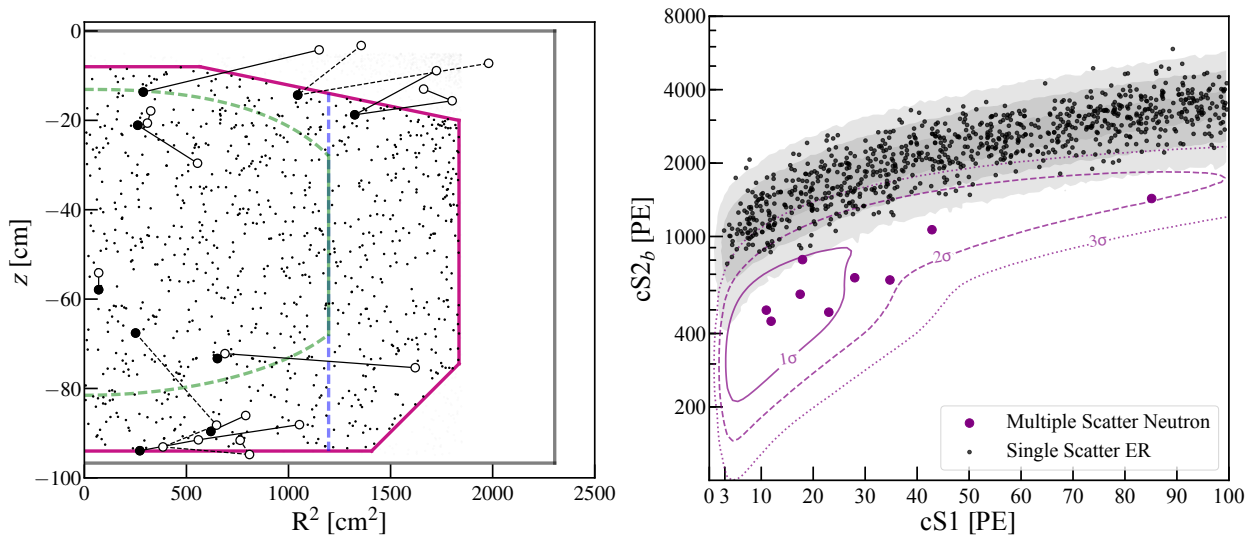 0
−20
−40
−60
−80
−100
z [cm]
0
500
1000
1500
2000
2500
R² [cm²]
8000
4000
2000
1000
400
200
cS2_b [PE]
1σ
2σ
3σ
Multiple Scatter Neutron
Single Scatter ER
0 3 10 20 30 40 50 60 70 80 90 100
cS1 [PE]